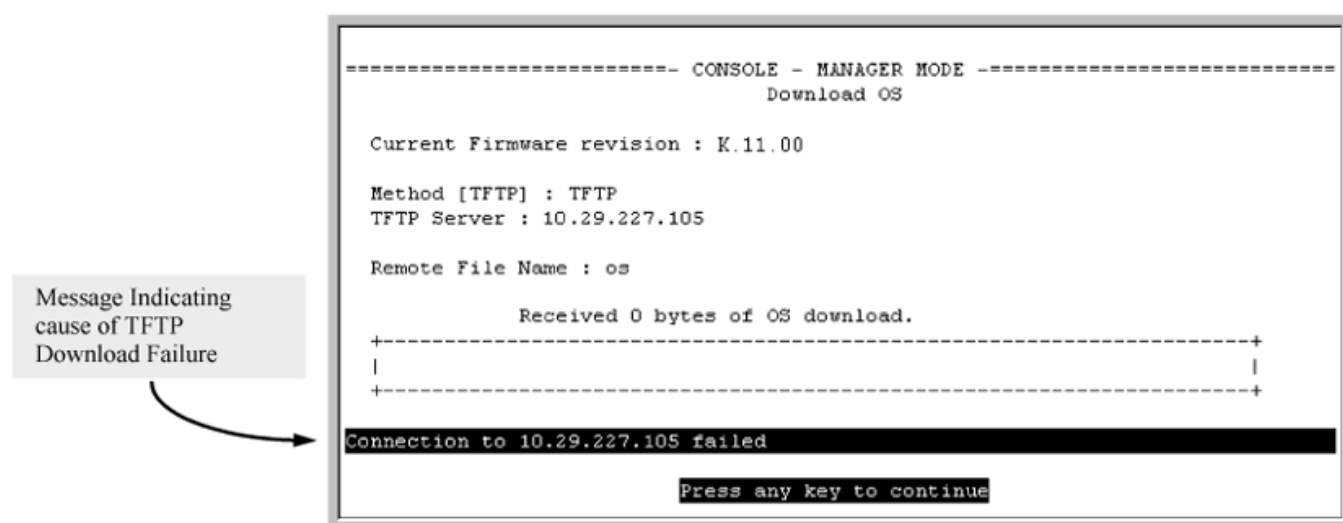 ===========================- CONSOLE - MANAGER MODE -============================
Download OS
Current Firmware revision : K.11.00
Method [TFTP] : TFTP
TFTP Server : 10.29.227.105
Remote File Name : os
Received 0 bytes of OS download.
+----------------------------------------------------------------------+
|                                                                      |
+----------------------------------------------------------------------+
Message Indicating
cause of TFTP
Download Failure
Connection to 10.29.227.105 failed
Press any key to continue